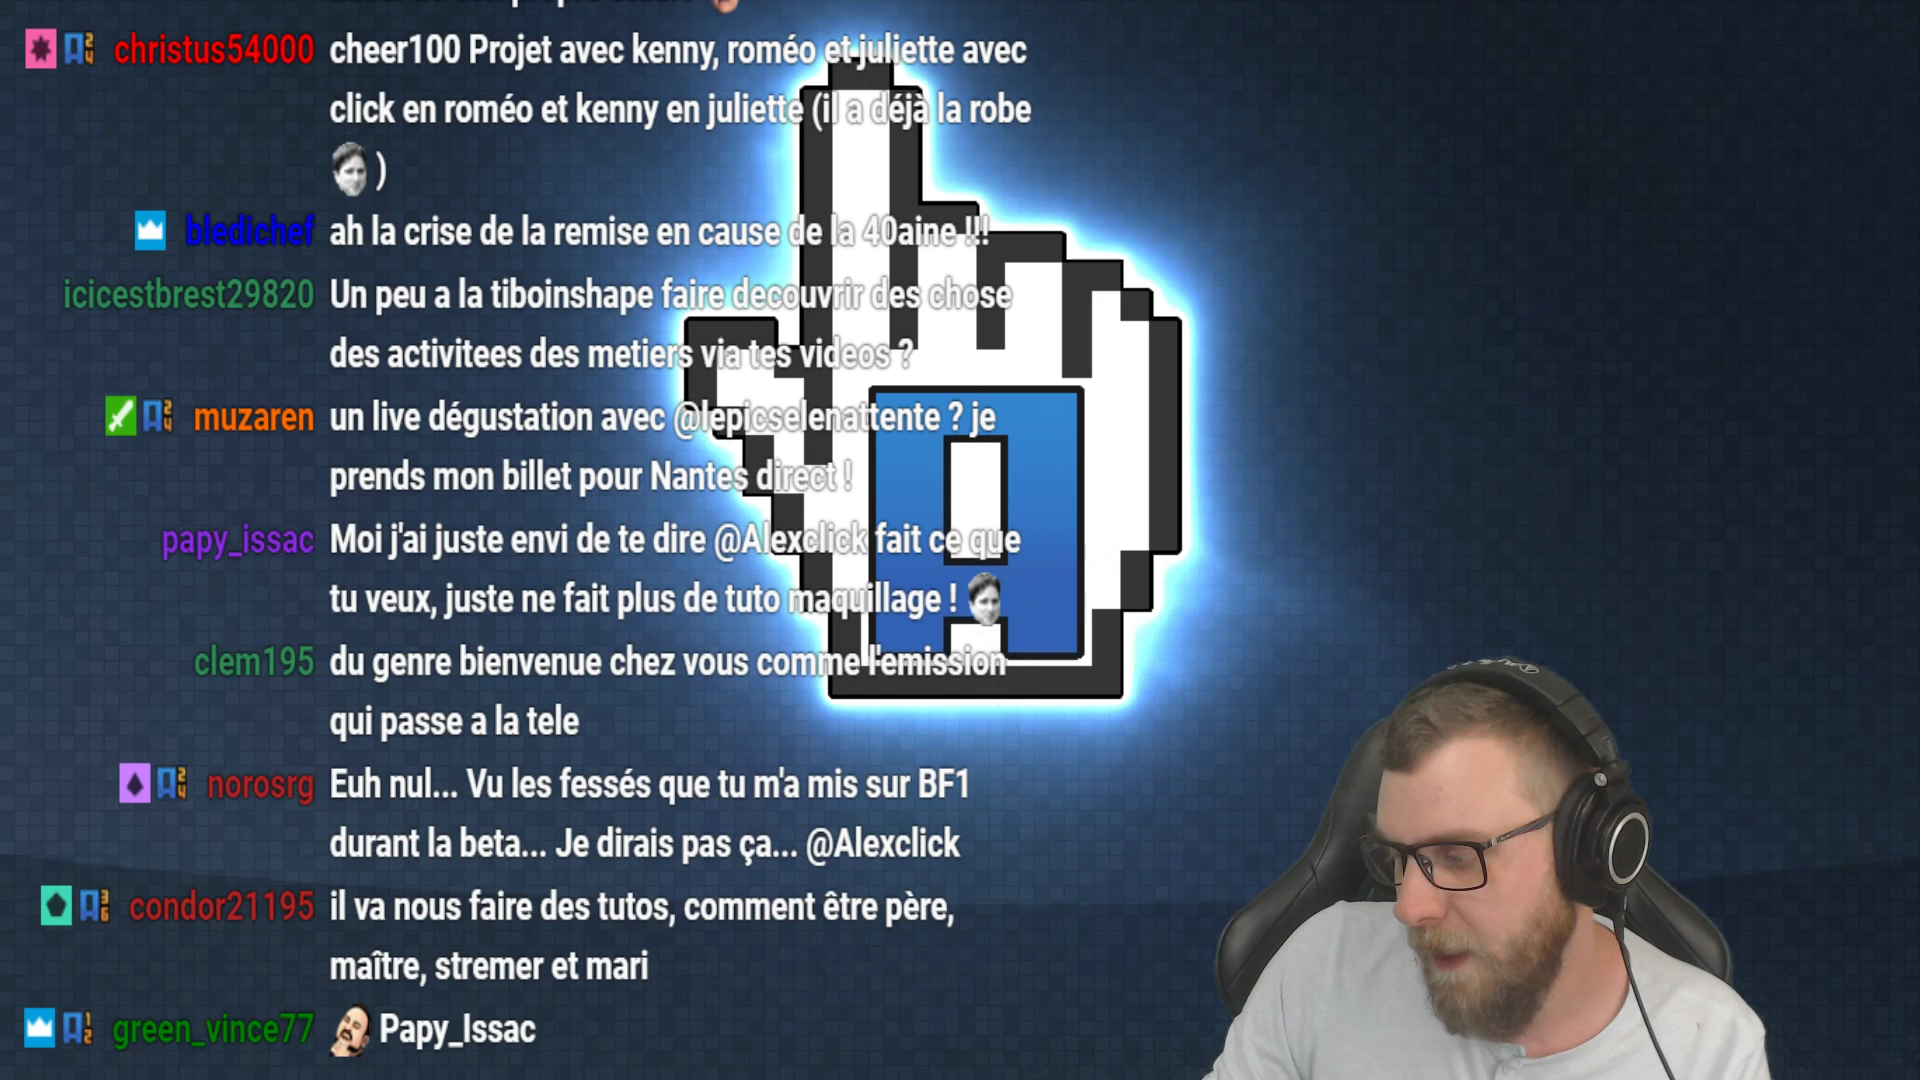 christus54000 cheer100 Projet avec kenny, roméo et juliette avec
click en roméo et kenny en juliette (il a déjà la robe
)
bledichef ah la crise de la remise en cause de la 40aine !!!
icicestbrest29820 Un peu a la tiboinshape faire decouvrir des chose
des activitees des metiers via tes videos ?
muzaren un live dégustation avec @lepicselenattente ? je
prends mon billet pour Nantes direct !
papy_issac Moi j'ai juste envi de te dire @Alexclick fait ce que
tu veux, juste ne fait plus de tuto maquillage !
clem195 du genre bienvenue chez vous comme l'emission
qui passe a la tele
norosrg Euh nul... Vu les fessés que tu m'a mis sur BF1
durant la beta... Je dirais pas ça... @Alexclick
condor21195 il va nous faire des tutos, comment être père,
maître, stremer et mari
green_vince77 Papy_Issac